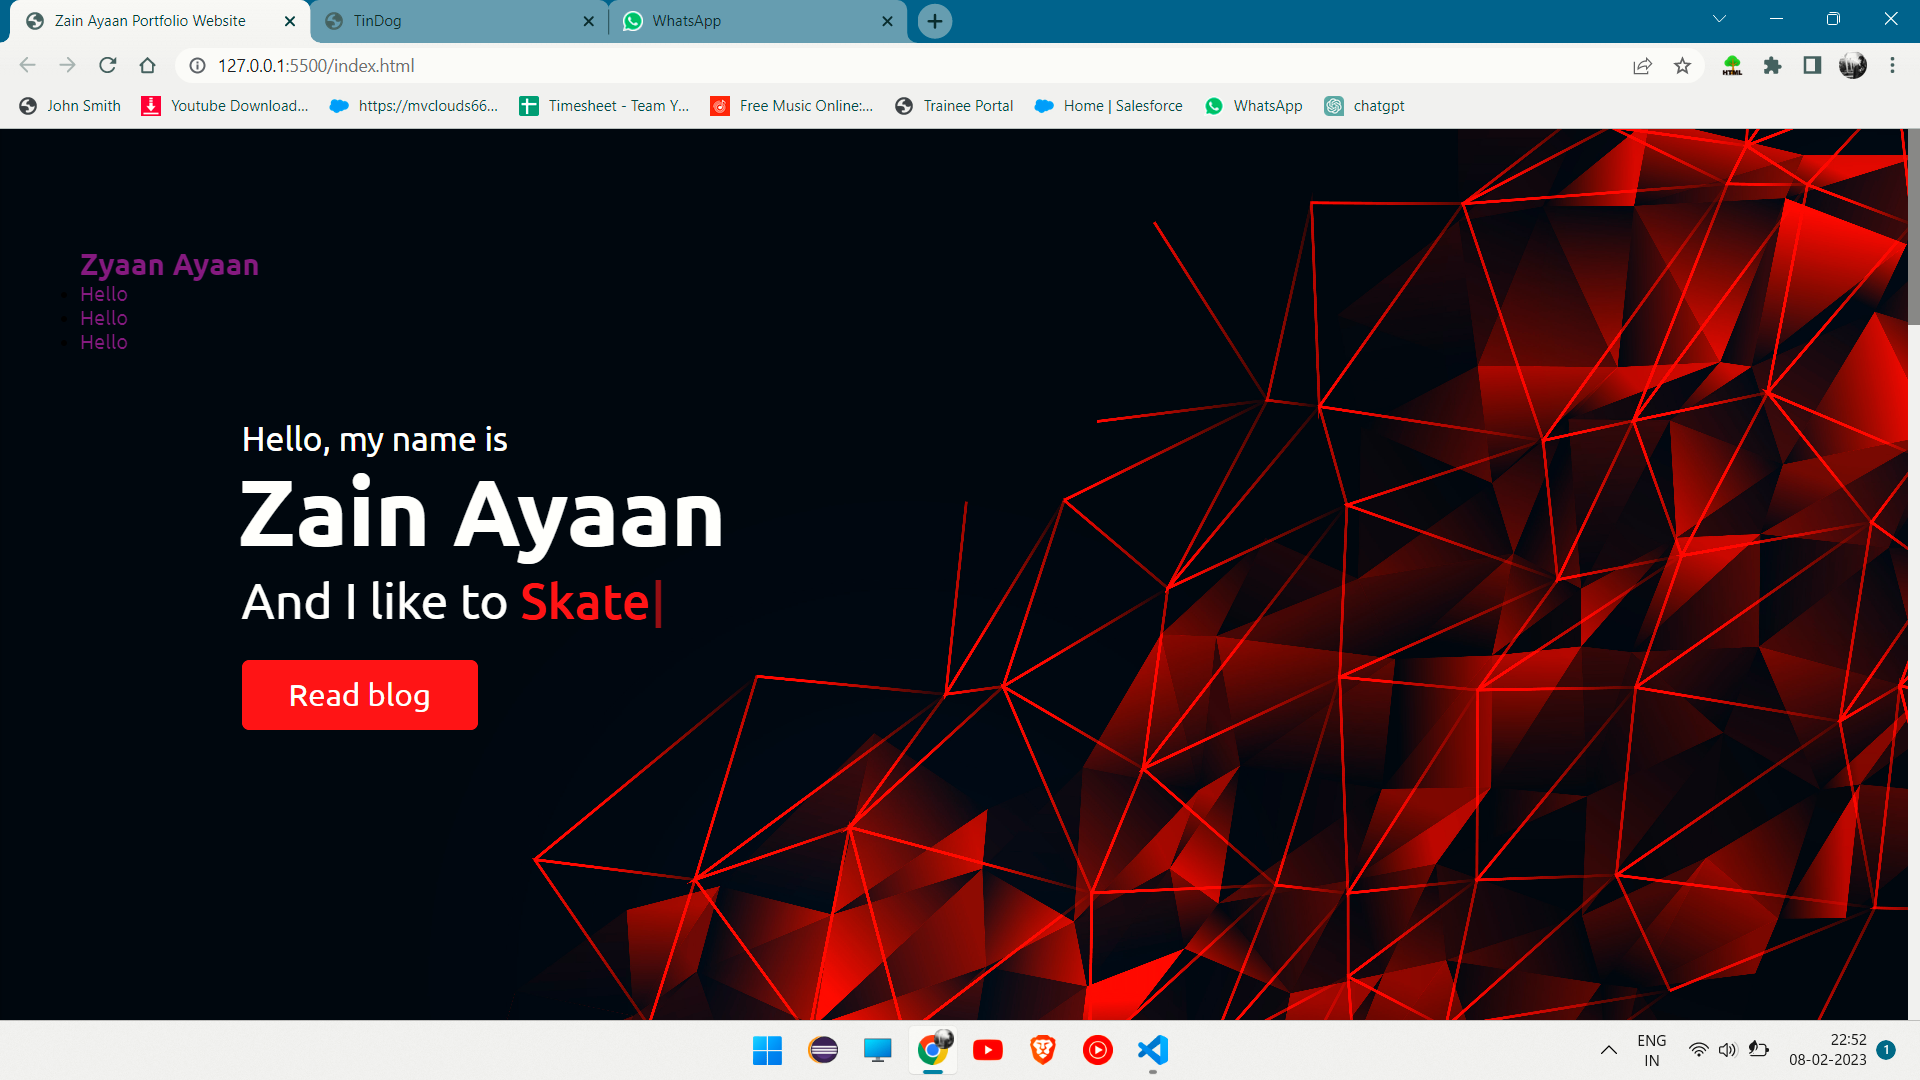 Zain Ayaan Portfolio Website
TinDog
WhatsApp
127.0.0.1:5500/index.html
HTML
John Smith
Youtube Download...
https://mvclouds66...
Timesheet - Team Y...
Free Music Online:...
Trainee Portal
Home | Salesforce
WhatsApp
chatgpt
Zyaan Ayaan
Hello
Hello
Hello
Hello, my name is
Zain Ayaan
And I like to Skate|
Read blog
ENG
IN
22:52
08-02-2023
1